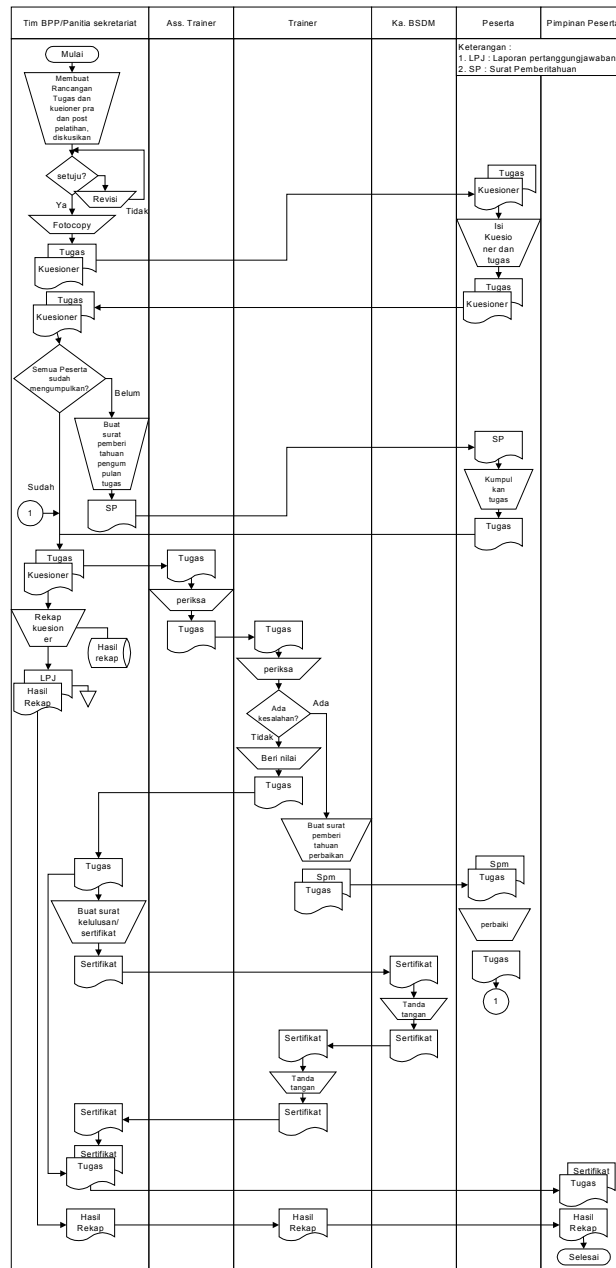 Tim BPP/Panitia sekretariat
Ass. Trainer
Trainer
Ka. BSDM
Peserta
Pimpinan Peserta
Keterangan :
1. LPJ : Laporan pertanggungjawaban
2. SP : Surat Pemberitahuan
Mulai
Membuat
Rancangan
Tugas dan
kueioner pra
dan post
pelatihan,
diskusikan
setuju?
Revisi
Ya
Tidak
Fotocopy
Tugas
Kuesioner
Tugas
Kuesioner
Isi
Kuesio
ner dan
tugas
Tugas
Kuesioner
Tugas
Kuesioner
Semua Peserta
sudah
mengumpulkan?
Belum
Buat
surat
pemberi
tahuan
pengum
pulan
tugas
SP
SP
Kumpul
kan
tugas
Tugas
Sudah
1
Tugas
Kuesioner
Tugas
periksa
Tugas
Tugas
periksa
Rekap
kuesion
er
Hasil
rekap
LPJ
Hasil
Rekap
Ada
kesalahan?
Ada
Tidak
Beri nilai
Tugas
Buat surat
pemberi
tahuan
perbaikan
Tugas
Spm
Tugas
Spm
Tugas
Buat surat
kelulusan/
sertifikat
perbaiki
Sertifikat
Sertifikat
Tugas
1
Tanda
tangan
Sertifikat
Sertifikat
Tanda
tangan
Sertifikat
Sertifikat
Sertifikat
Tugas
Sertifikat
Tugas
Hasil
Rekap
Hasil
Rekap
Hasil
Rekap
Selesai